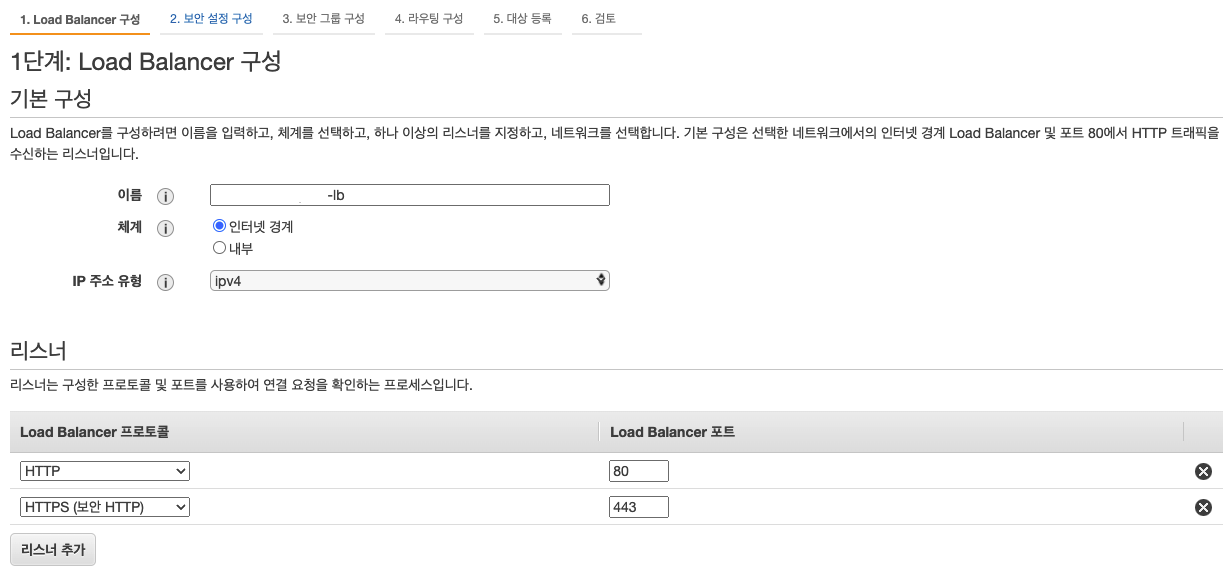 1. Load Balancer 구성 2. 보안 설정 구성 3. 보안 그룹 구성 4. 라우팅 구성 5. 대상 등록 6. 검토
1단계: Load Balancer 구성
기본 구성
Load Balancer를 구성하려면 이름을 입력하고, 체계를 선택하고, 하나 이상의 리스너를 지정하고, 네트워크를 선택합니다. 기본 구성은 선택한 네트워크에서의 인터넷 경계 Load Balancer 및 포트 80에서 HTTP 트래픽을
수신하는 리스너입니다.
이름 i -lb
체계 i 인터넷 경계
내부
IP 주소 유형 i ipv4
리스너
리스너는 구성한 프로토콜 및 포트를 사용하여 연결 요청을 확인하는 프로세스입니다.
Load Balancer 프로토콜 Load Balancer 포트
HTTP 80
HTTPS (보안 HTTP) 443
리스너 추가